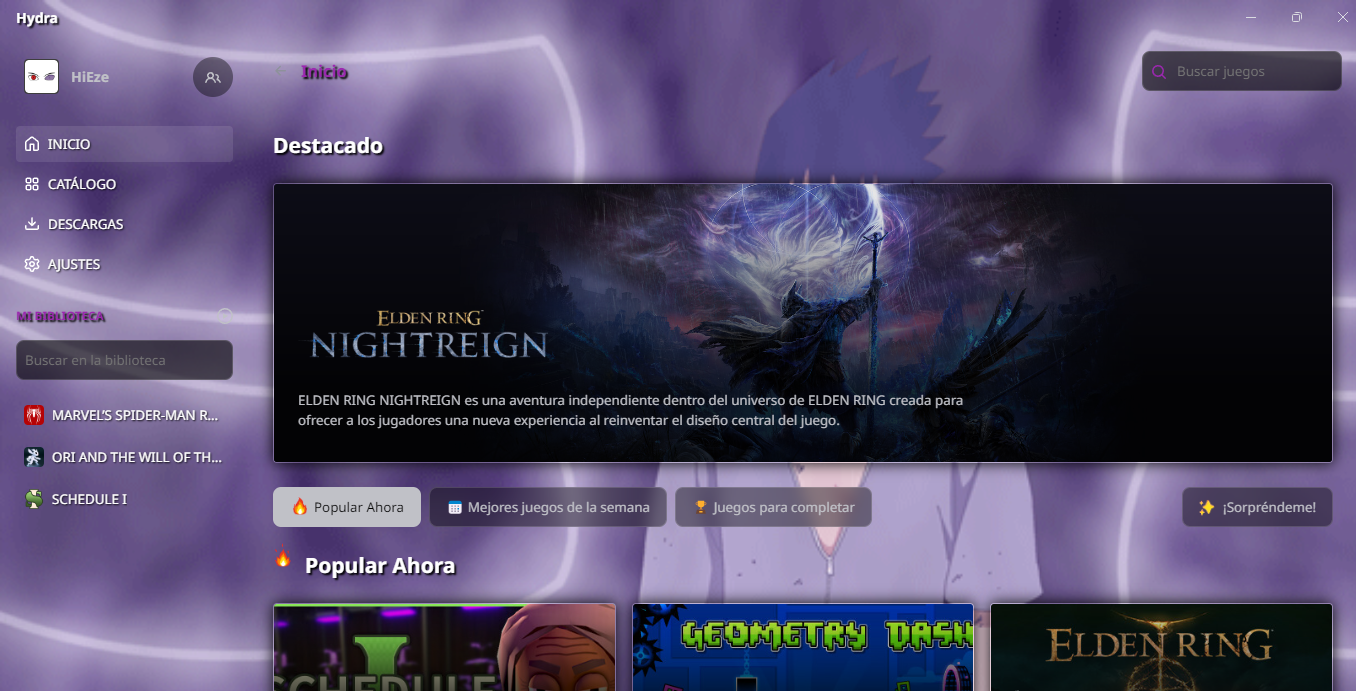 Hydra
HiEze
Inicio
Buscar juegos
INICIO
CATÁLOGO
DESCARGAS
AJUSTES
MI BIBLIOTECA
Buscar en la biblioteca
MARVEL'S SPIDER-MAN R...
ORI AND THE WILL OF TH...
SCHEDULE I
Destacado
ELDEN RING
NIGHTREIGN
ELDEN RING NIGHTREIGN es una aventura independiente dentro del universo de ELDEN RING creada para
ofrecer a los jugadores una nueva experiencia al reinventar el diseño central del juego.
Popular Ahora
Mejores juegos de la semana
Juegos para completar
¡Sorpréndeme!
Popular Ahora
SCHEDULE
GEOMETRY DASH
ELDEN RING